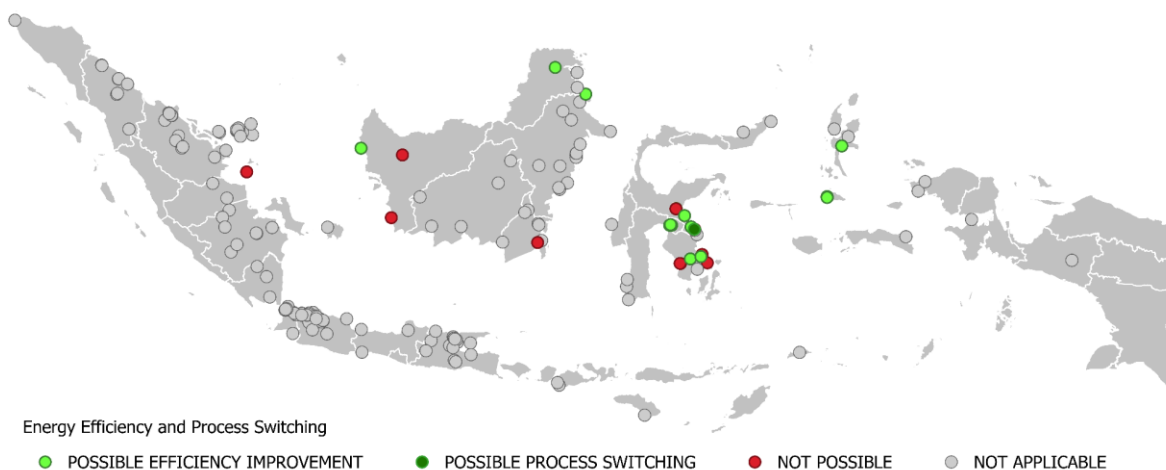 Energy Efficiency and Process Switching
POSSIBLE EFFICIENCY IMPROVEMENT POSSIBLE PROCESS SWITCHING NOT POSSIBLE NOT APPLICABLE